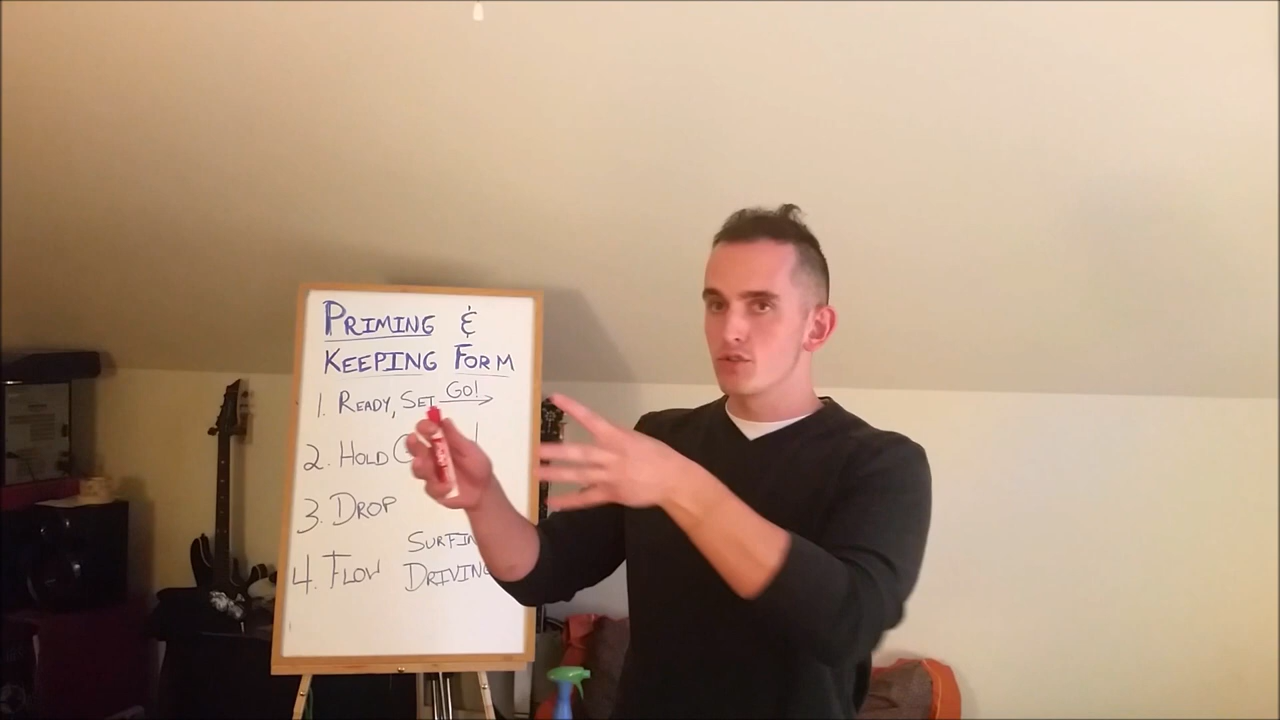 PRIMING &
KEEPING FORM
1. READY, SET GO!
2. HOLD
3. DROP
SURFIN
4. FLOW DRIVING